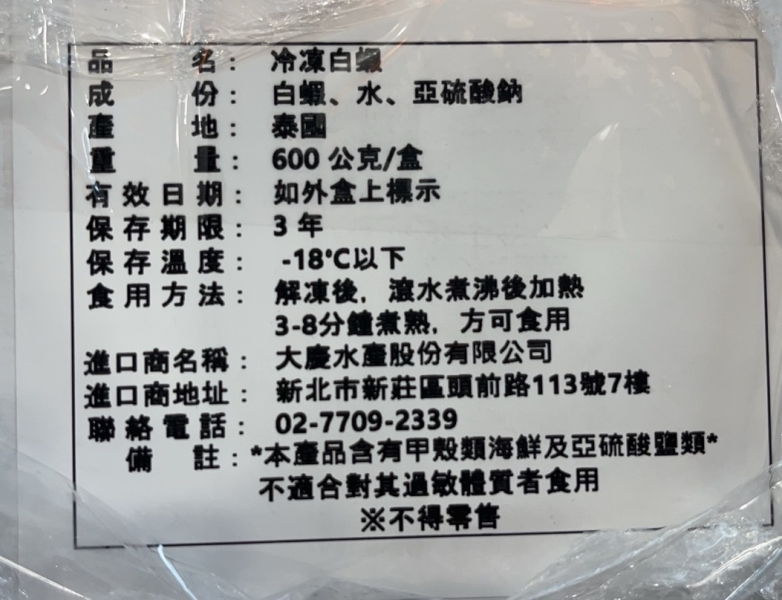 品名：冷凍白蝦
成份：白蝦、水、亞硫酸鈉
產地：泰國
重量：600 公克/盒
有效日期：如外盒上標示
保存期限：3 年
保存溫度：-18℃以下
食用方法：解凍後，滾水煮沸後加熱
3-8分鐘煮熟，方可食用
進口商名稱：大慶水產股份有限公司
進口商地址：新北市新莊區頭前路113號7樓
聯絡電話：02-7709-2339
備註：*本產品含有甲殼類海鮮及亞硫酸鹽類*
不適合對其過敏體質者食用
※不得零售